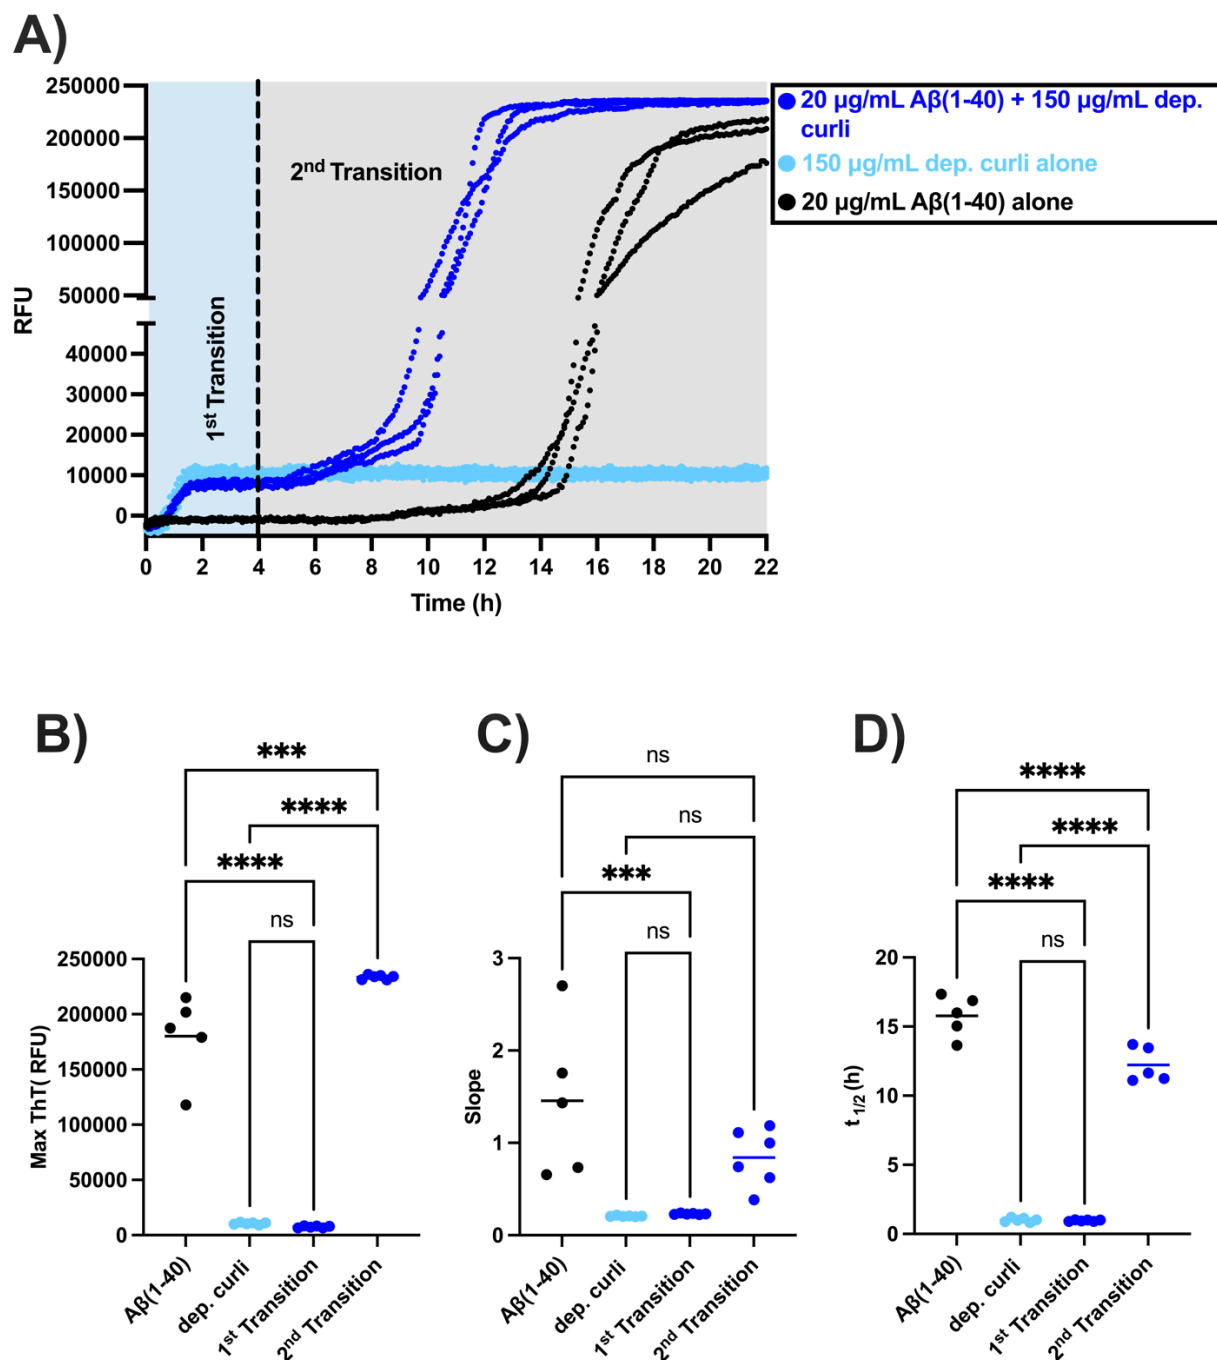 A)
250000
200000
150000
100000
50000
40000
30000
20000
10000
0
RFU
1st Transition
2nd Transition
0 2 4 6 8 10 12 14 16 18 20 22
Time (h)
20 µg/mL Aβ(1-40) + 150 µg/mL dep.
curli
150 µg/mL dep. curli alone
20 µg/mL Aβ(1-40) alone
B)
***
****
****
ns
250000
200000
150000
100000
50000
0
Max ThT( RFU)
Aβ(1-40)
dep. curli
1st Transition
2nd Transition
C)
ns
ns
***
ns
3
2
1
0
Slope
Aβ(1-40)
dep. curli
1st Transition
2nd Transition
D)
****
****
****
ns
20
15
10
5
0
t 1/2 (h)
Aβ(1-40)
dep. curli
1st Transition
2nd Transition